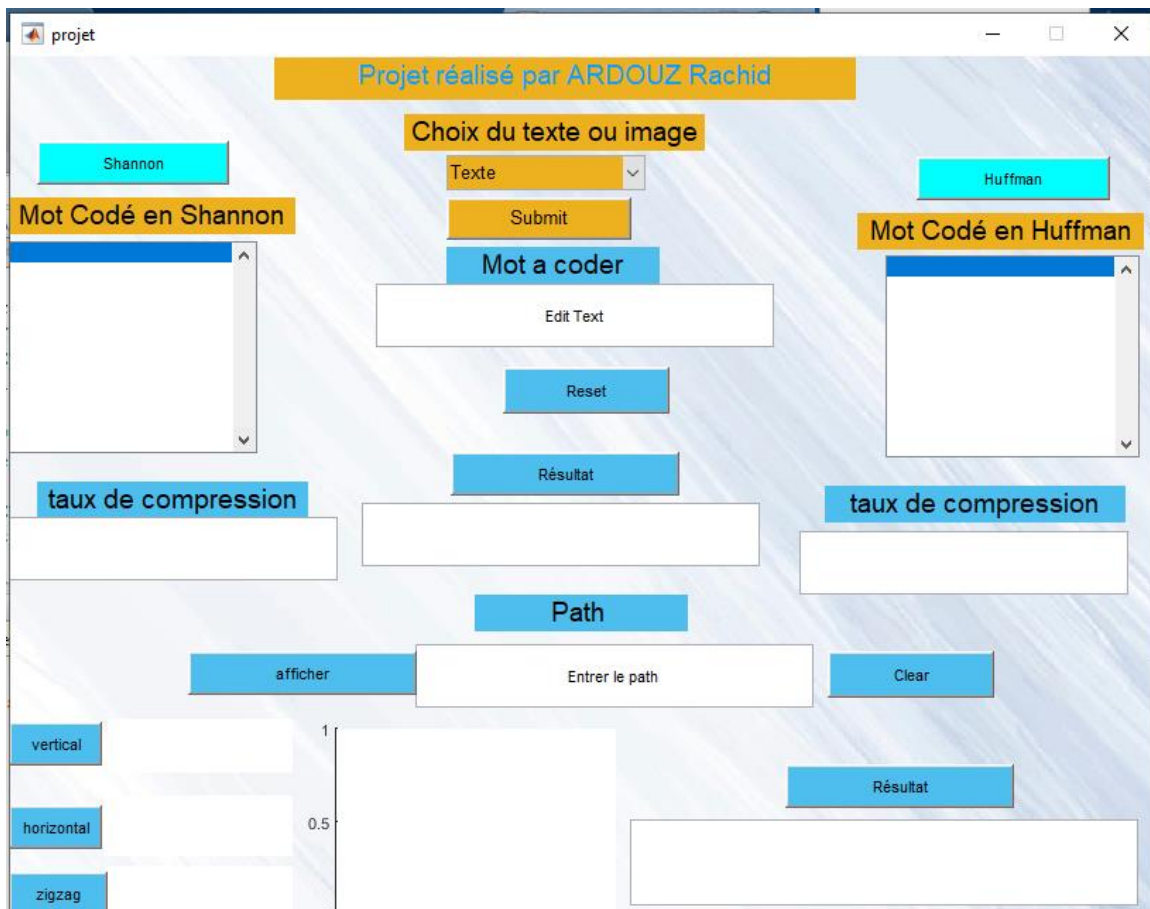 projet
Projet réalisé par ARDOUZ Rachid
Choix du texte ou image
Shannon
Texte
Huffman
Mot Codé en Shannon
Submit
Mot Codé en Huffman
Mot a coder
Edit Text
Reset
Résultat
taux de compression
taux de compression
Path
afficher
Entrer le path
Clear
vertical
1
Résultat
horizontal
0.5
zigzag